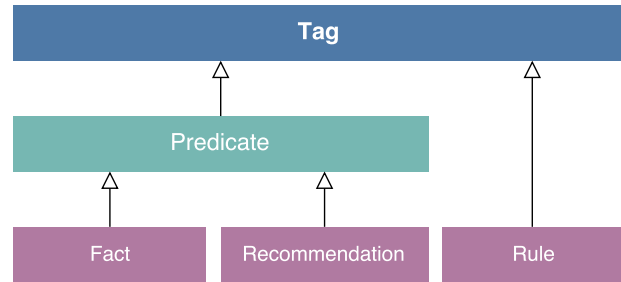 Tag
Predicate
Fact
Recommendation
Rule